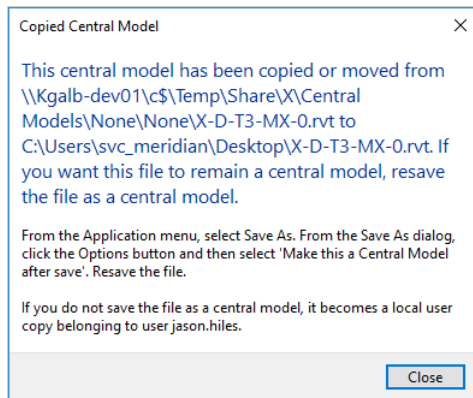 Copied Central Model
This central model has been copied or moved from
\\Kgalb-dev01\c$\Temp\Share\X\Central
Models\None\None\X-D-T3-MX-0.rvt to
C:\Users\svc_meridian\Desktop\X-D-T3-MX-0.rvt. If
you want this file to remain a central model, resave
the file as a central model.
From the Application menu, select Save As. From the Save As dialog,
click the Options button and then select 'Make this a Central Model
after save'. Resave the file.
If you do not save the file as a central model, it becomes a local user
copy belonging to user jason.hiles.
Close